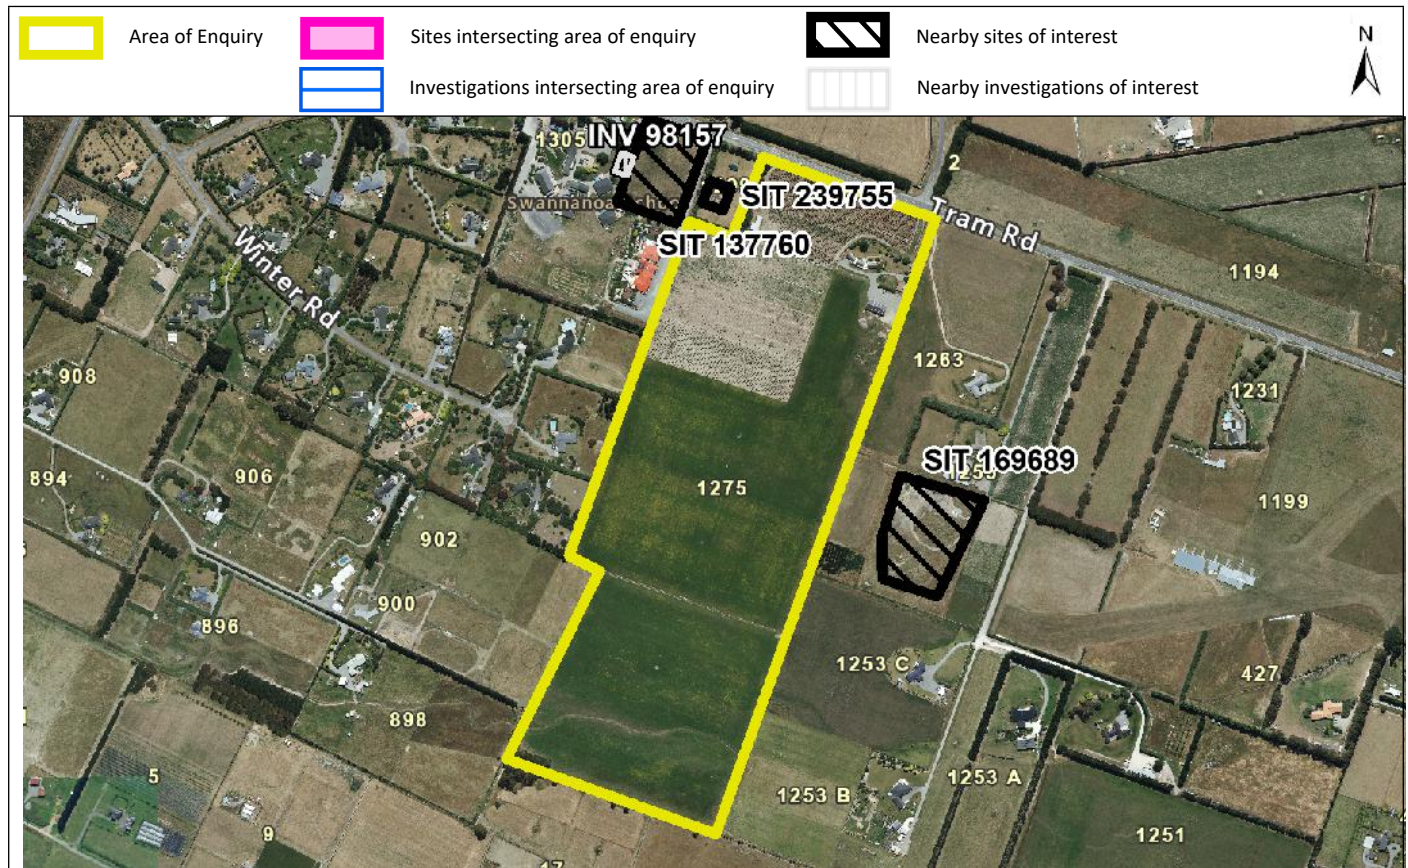 Area of Enquiry
Sites intersecting area of enquiry
Nearby sites of interest
N
Investigations intersecting area of enquiry
Nearby investigations of interest
1305
INV 98157
2
SIT 239755
Tram Rd
SIT 137760
Winter Rd
1194
1263
908
1231
SIT 169689
894
906
1275
1199
902
900
896
1253 C
427
898
5
1253 B
1253 A
9
1251
17